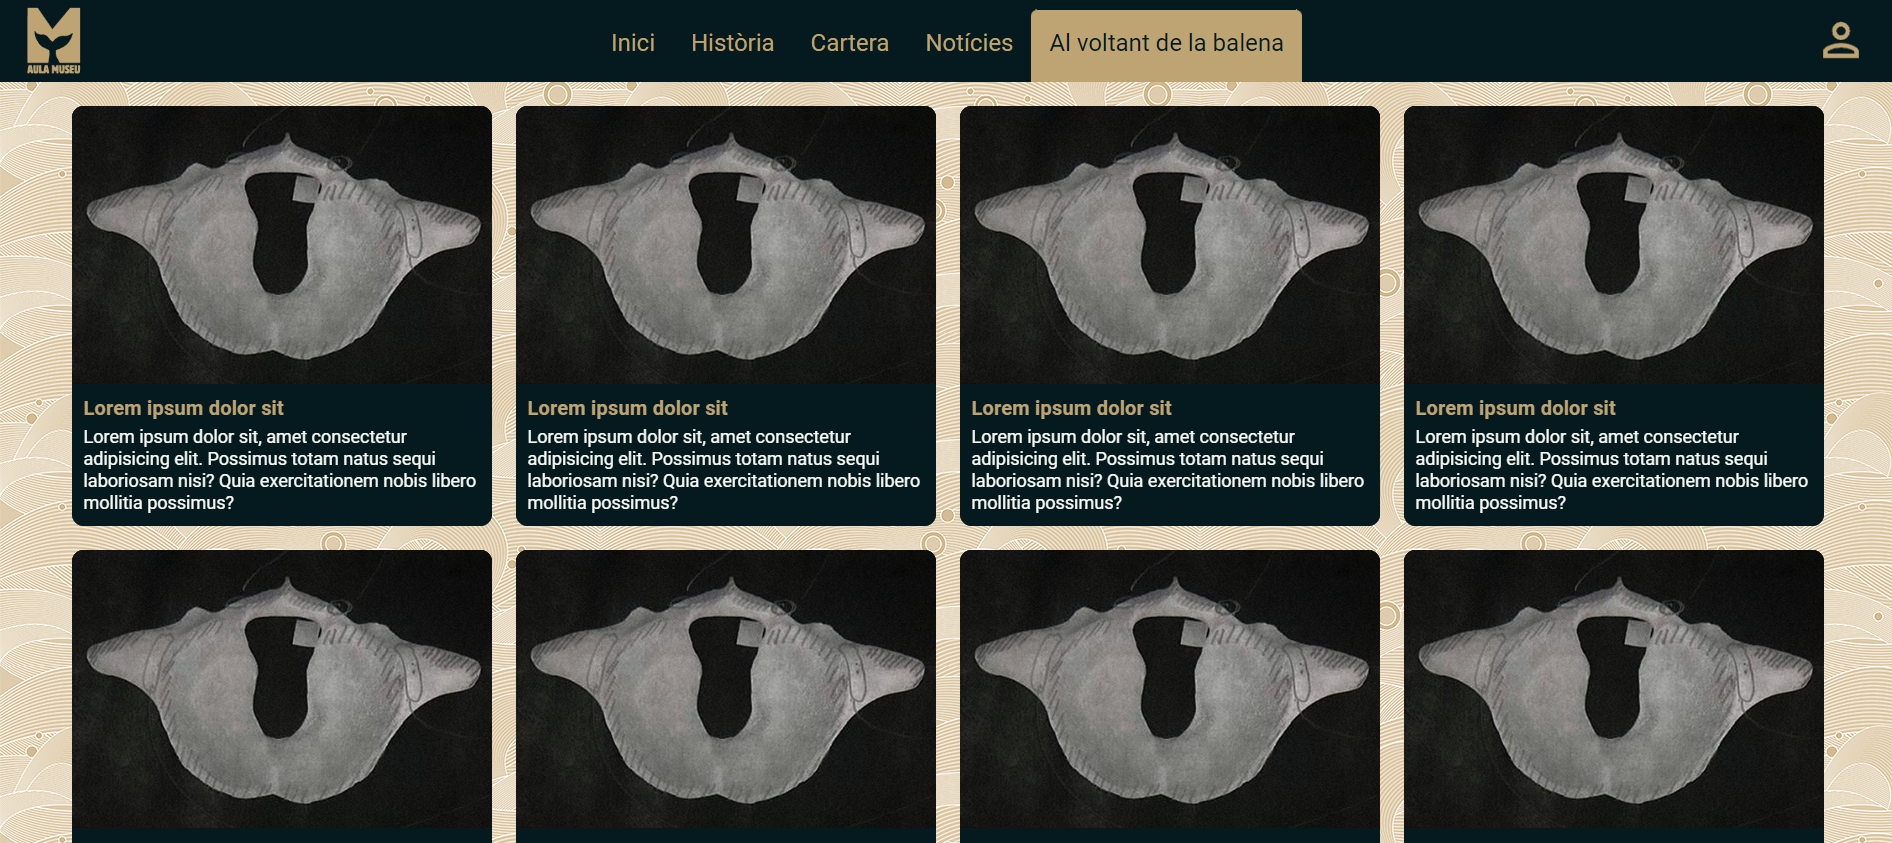 AULA MUSEU
Inici Història Cartera Notícies Al voltant de la balena
Lorem ipsum dolor sit
Lorem ipsum dolor sit, amet consectetur
adipisicing elit. Possimus totam natus sequi
laboriosam nisi? Quia exercitationem nobis libero
mollitia possimus?
Lorem ipsum dolor sit
Lorem ipsum dolor sit, amet consectetur
adipisicing elit. Possimus totam natus sequi
laboriosam nisi? Quia exercitationem nobis libero
mollitia possimus?
Lorem ipsum dolor sit
Lorem ipsum dolor sit, amet consectetur
adipisicing elit. Possimus totam natus sequi
laboriosam nisi? Quia exercitationem nobis libero
mollitia possimus?
Lorem ipsum dolor sit
Lorem ipsum dolor sit, amet consectetur
adipisicing elit. Possimus totam natus sequi
laboriosam nisi? Quia exercitationem nobis libero
mollitia possimus?